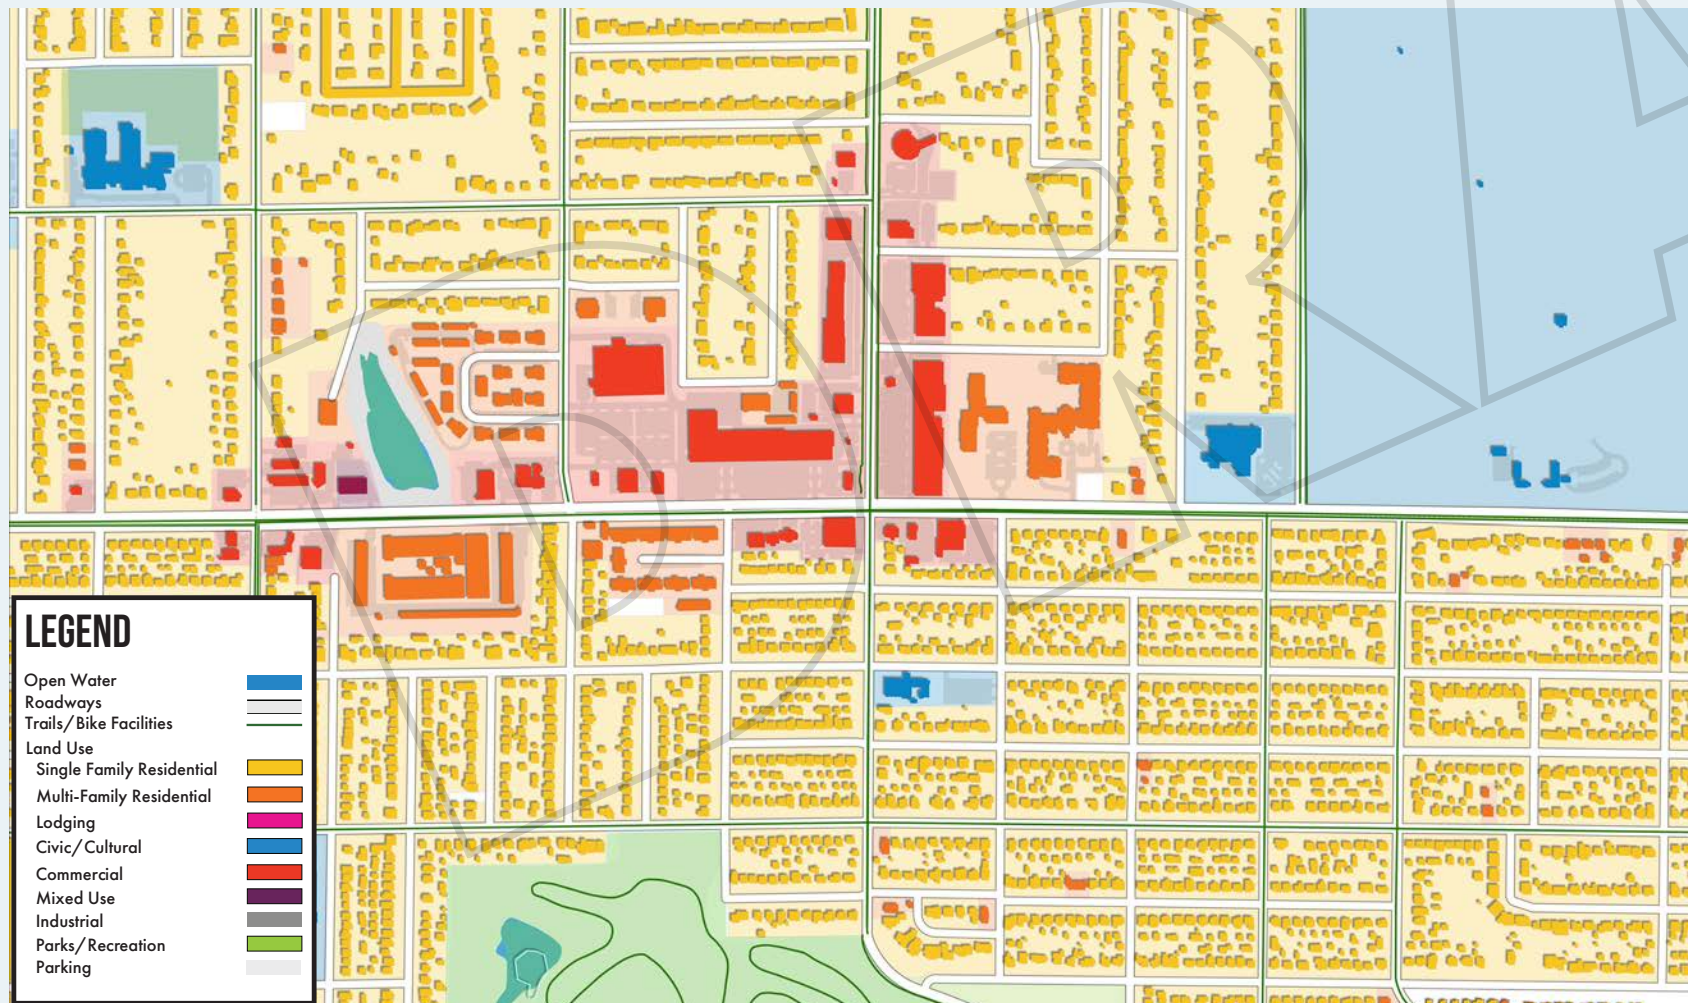 LEGEND
Open Water
Roadways
Trails/Bike Facilities
Land Use
Single Family Residential
Multi-Family Residential
Lodging
Civic/Cultural
Commercial
Mixed Use
Industrial
Parks/Recreation
Parking